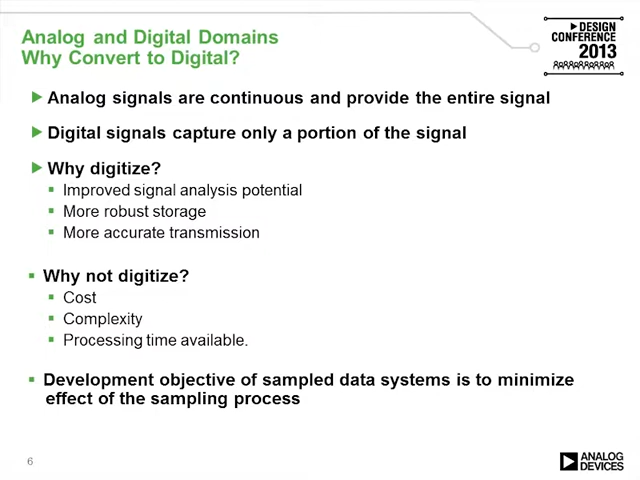 Analog and Digital Domains
Why Convert to Digital?
DESIGN
CONFERENCE
2013
Analog signals are continuous and provide the entire signal
Digital signals capture only a portion of the signal
Why digitize?
Improved signal analysis potential
More robust storage
More accurate transmission
Why not digitize?
Cost
Complexity
Processing time available.
Development objective of sampled data systems is to minimize
effect of the sampling process
6
ANALOG
DEVICES